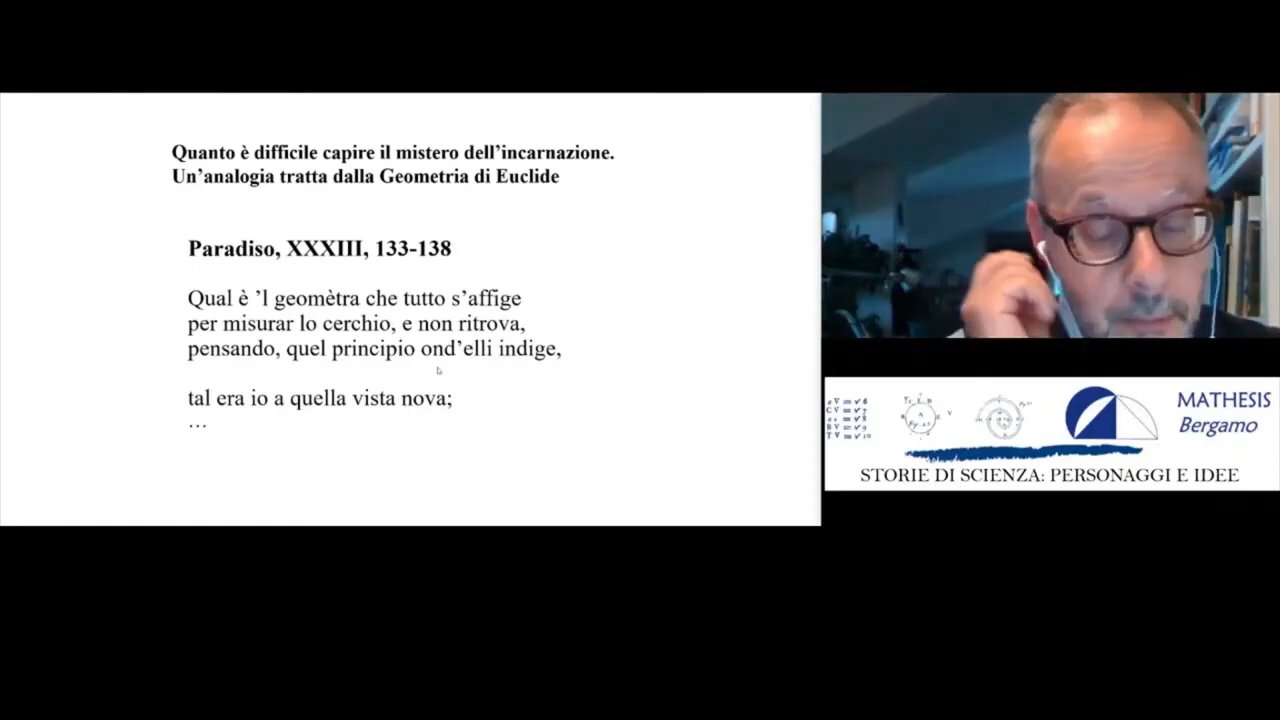 Quanto è difficile capire il mistero dell'incarnazione.
Un'analogia tratta dalla Geometria di Euclide
Paradiso, XXXIII, 133-138
Qual è 'l geomètra che tutto s'affige
per misurar lo cerchio, e non ritrova,
pensando, quel principio ond'elli indige,
tal era io a quella vista nova;
…
MATHESIS
Bergamo
STORIE DI SCIENZA: PERSONAGGI E IDEE